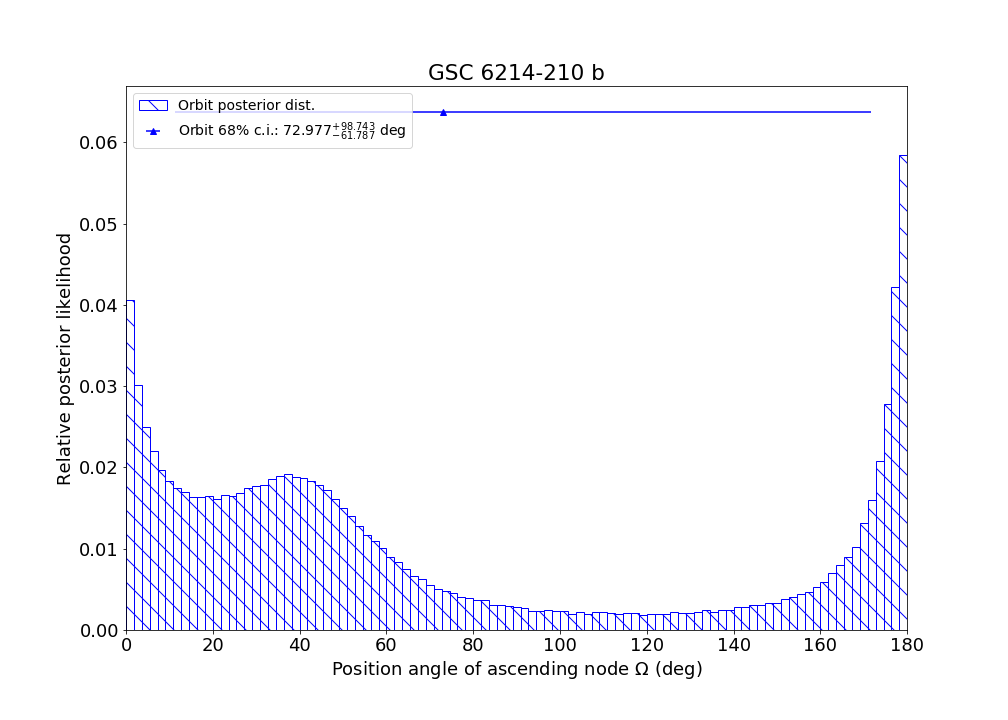 GSC 6214-210 b
Orbit posterior dist.
Orbit 68% c.i.: 72.977+98.743 −61.787 deg
0.06
0.05
0.04
0.03
0.02
0.01
0.00
Relative posterior likelihood
0 20 40 60 80 100 120 140 160 180
Position angle of ascending node Ω (deg)